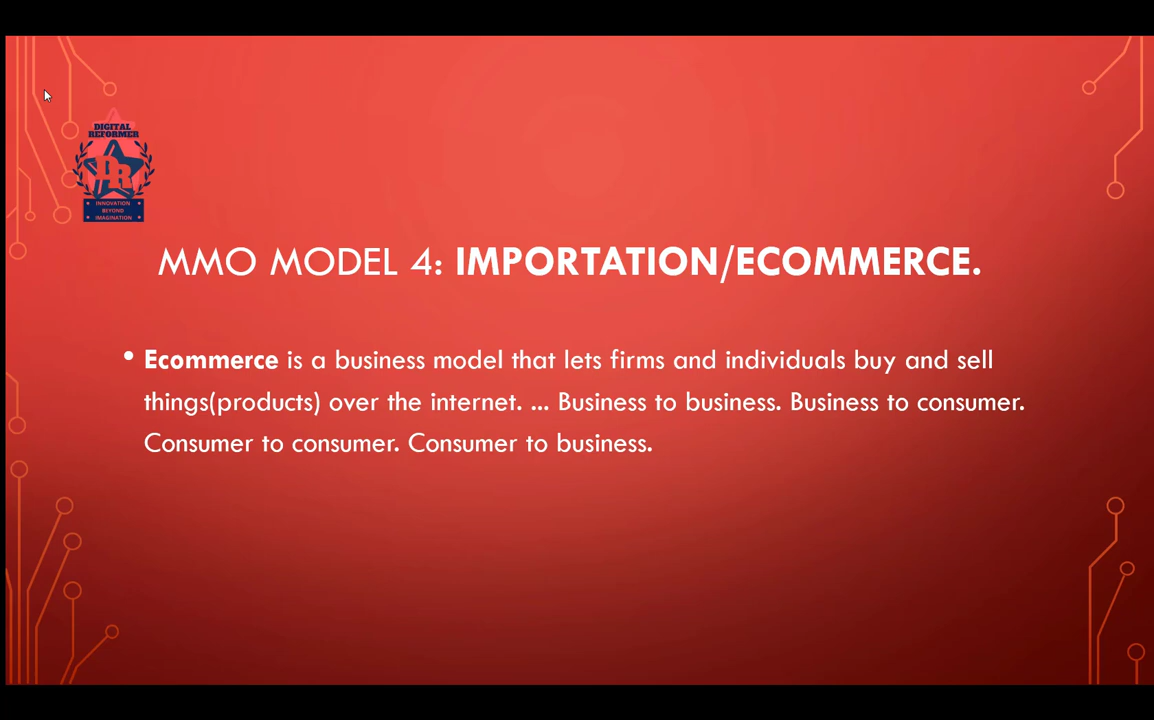 DIGITAL
REFORMER
DR
INNOVATION
BEYOND
IMAGINATION
MMO MODEL 4: IMPORTATION/ECOMMERCE.
• Ecommerce is a business model that lets firms and individuals buy and sell
things(products) over the internet. ... Business to business. Business to consumer.
Consumer to consumer. Consumer to business.